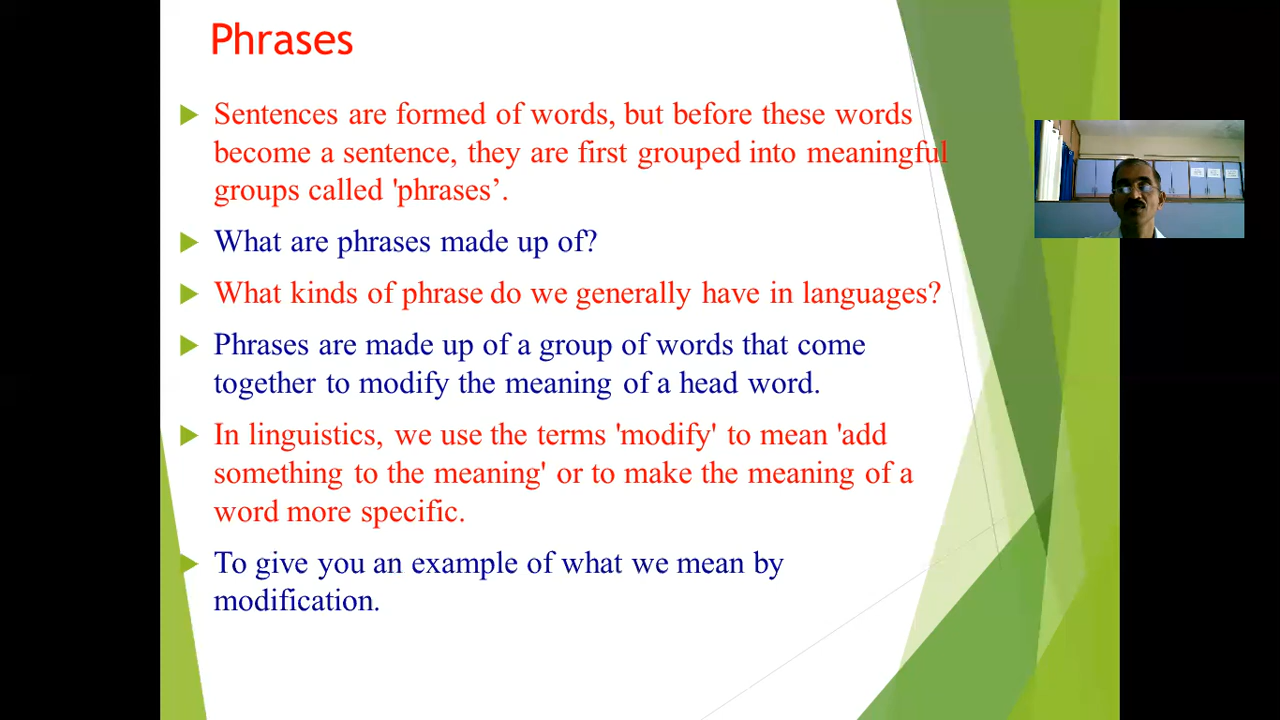 Phrases
Sentences are formed of words, but before these words
become a sentence, they are first grouped into meaningful
groups called 'phrases’.
What are phrases made up of?
What kinds of phrase do we generally have in languages?
Phrases are made up of a group of words that come
together to modify the meaning of a head word.
In linguistics, we use the terms 'modify' to mean 'add
something to the meaning' or to make the meaning of a
word more specific.
To give you an example of what we mean by
modification.